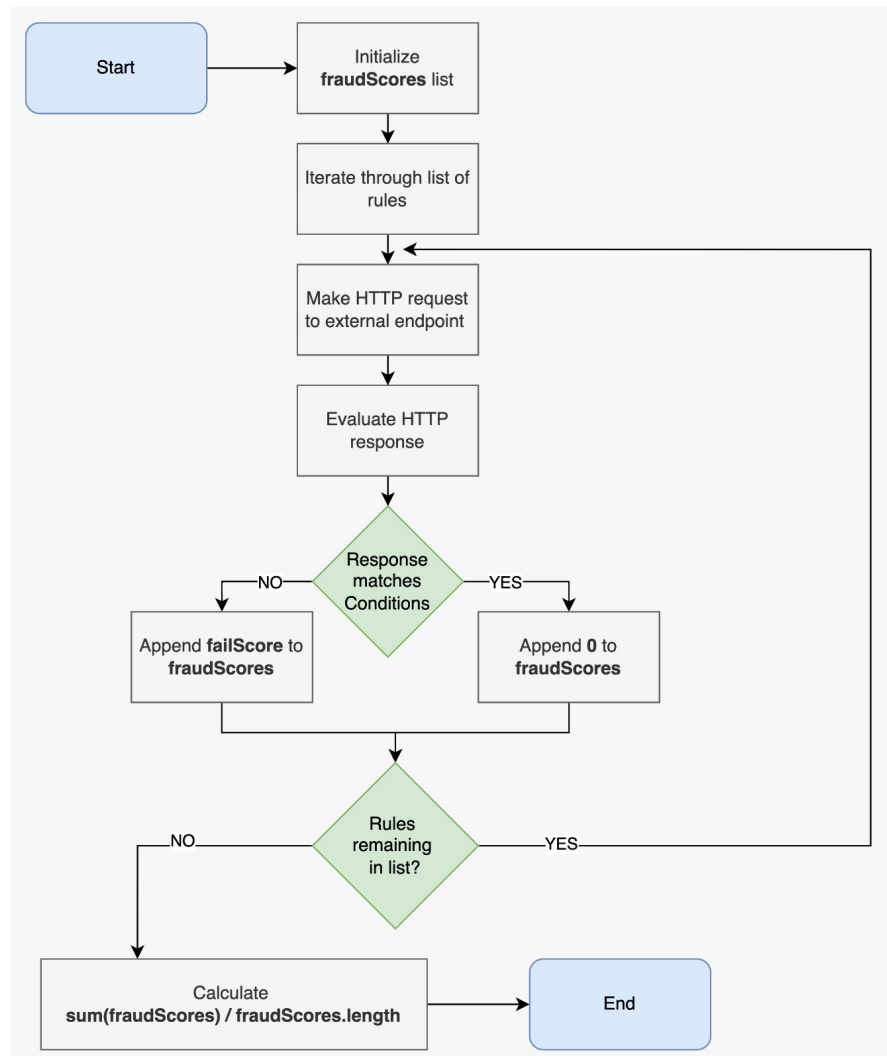 Start
Initialize
fraudScores list
Iterate through list of
rules
Make HTTP request
to external endpoint
Evaluate HTTP
response
Response
matches
Conditions
NO
YES
Append failScore to
fraudScores
Append 0 to
fraudScores
Rules
remaining
in list?
NO
YES
Calculate
sum(fraudScores) / fraudScores.length
End